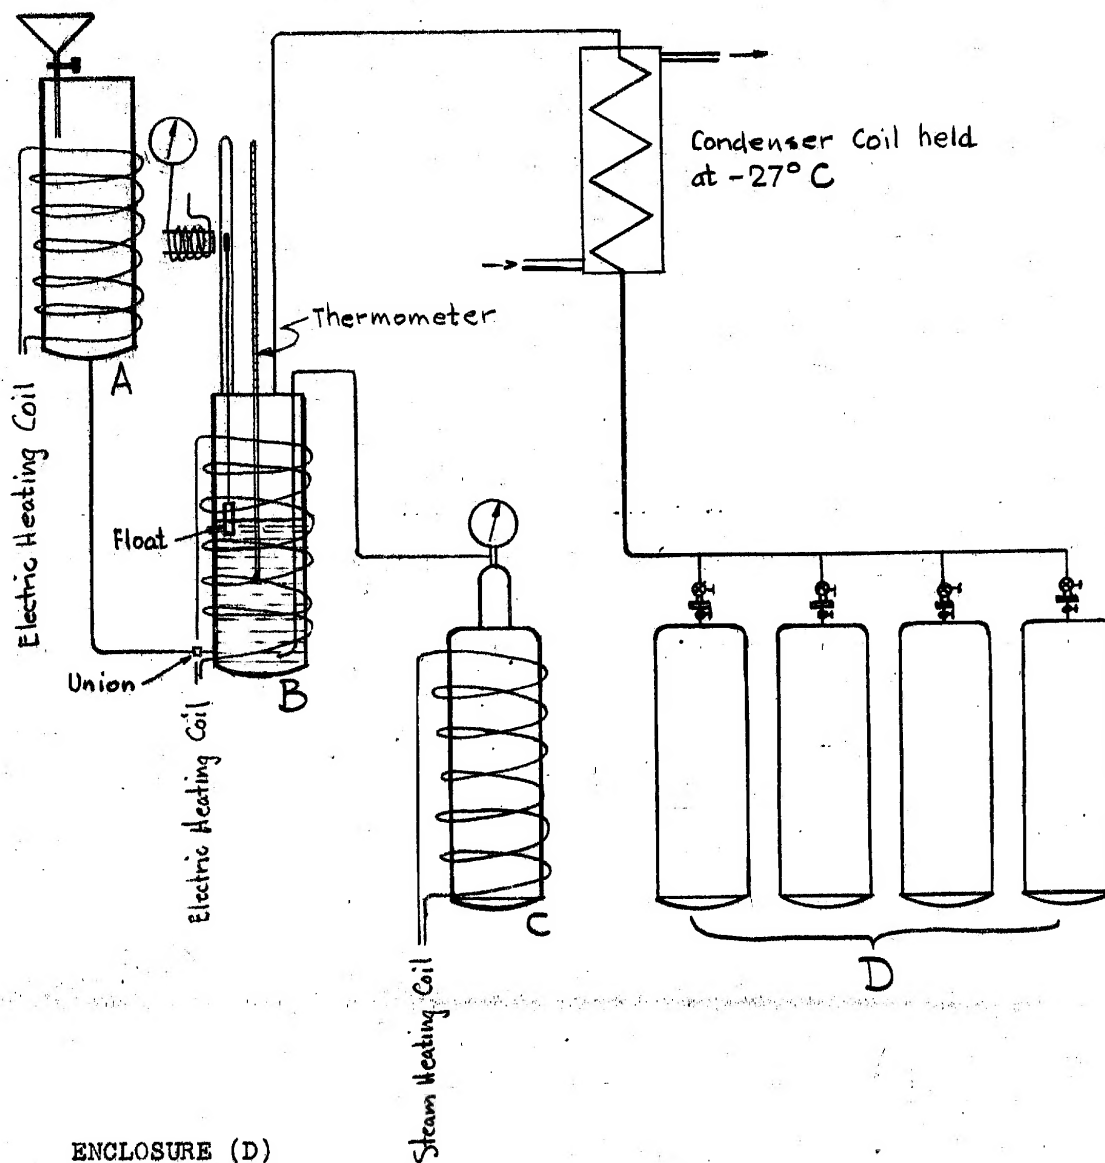 Condenser Coil held
at -27° C
Thermometer
A
Electric Heating Coil
Float
Union
B
Electric Heating Coil
C
D
Steam Heating Coil
ENCLOSURE (D)